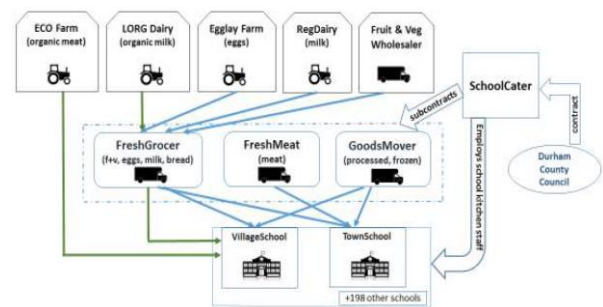 ECO Farm
(organic meat)
LORG Dairy
(organic milk)
Egglay Farm
(eggs)
RegDairy
(milk)
Fruit & Veg
Wholesaler
SchoolCater
subcontracts
contract
Employs school kitchen staff
Durham
County
Council
FreshGrocer
(f+v, eggs, milk, bread)
FreshMeat
(meat)
GoodsMover
(processed, frozen)
VillageSchool
TownSchool
+198 other schools